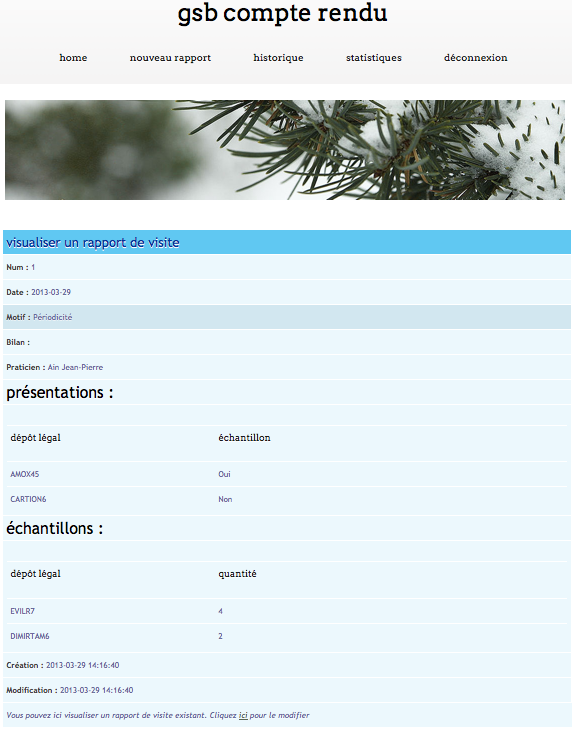 gsb compte rendu
home nouveau rapport historique statistiques déconnexion
visualiser un rapport de visite
Num : 1
Date : 2013-03-29
Motif : Périodicité
Bilan :
Praticien : Ain Jean-Pierre
présentations :
dépôt légal échantillon
AMOX45 Oui
CARTION6 Non
échantillons :
dépôt légal quantité
EVILR7 4
DIMIRTAM6 2
Création : 2013-03-29 14:16:40
Modification : 2013-03-29 14:16:40
Vous pouvez ici visualiser un rapport de visite existant. Cliquez ici pour le modifier